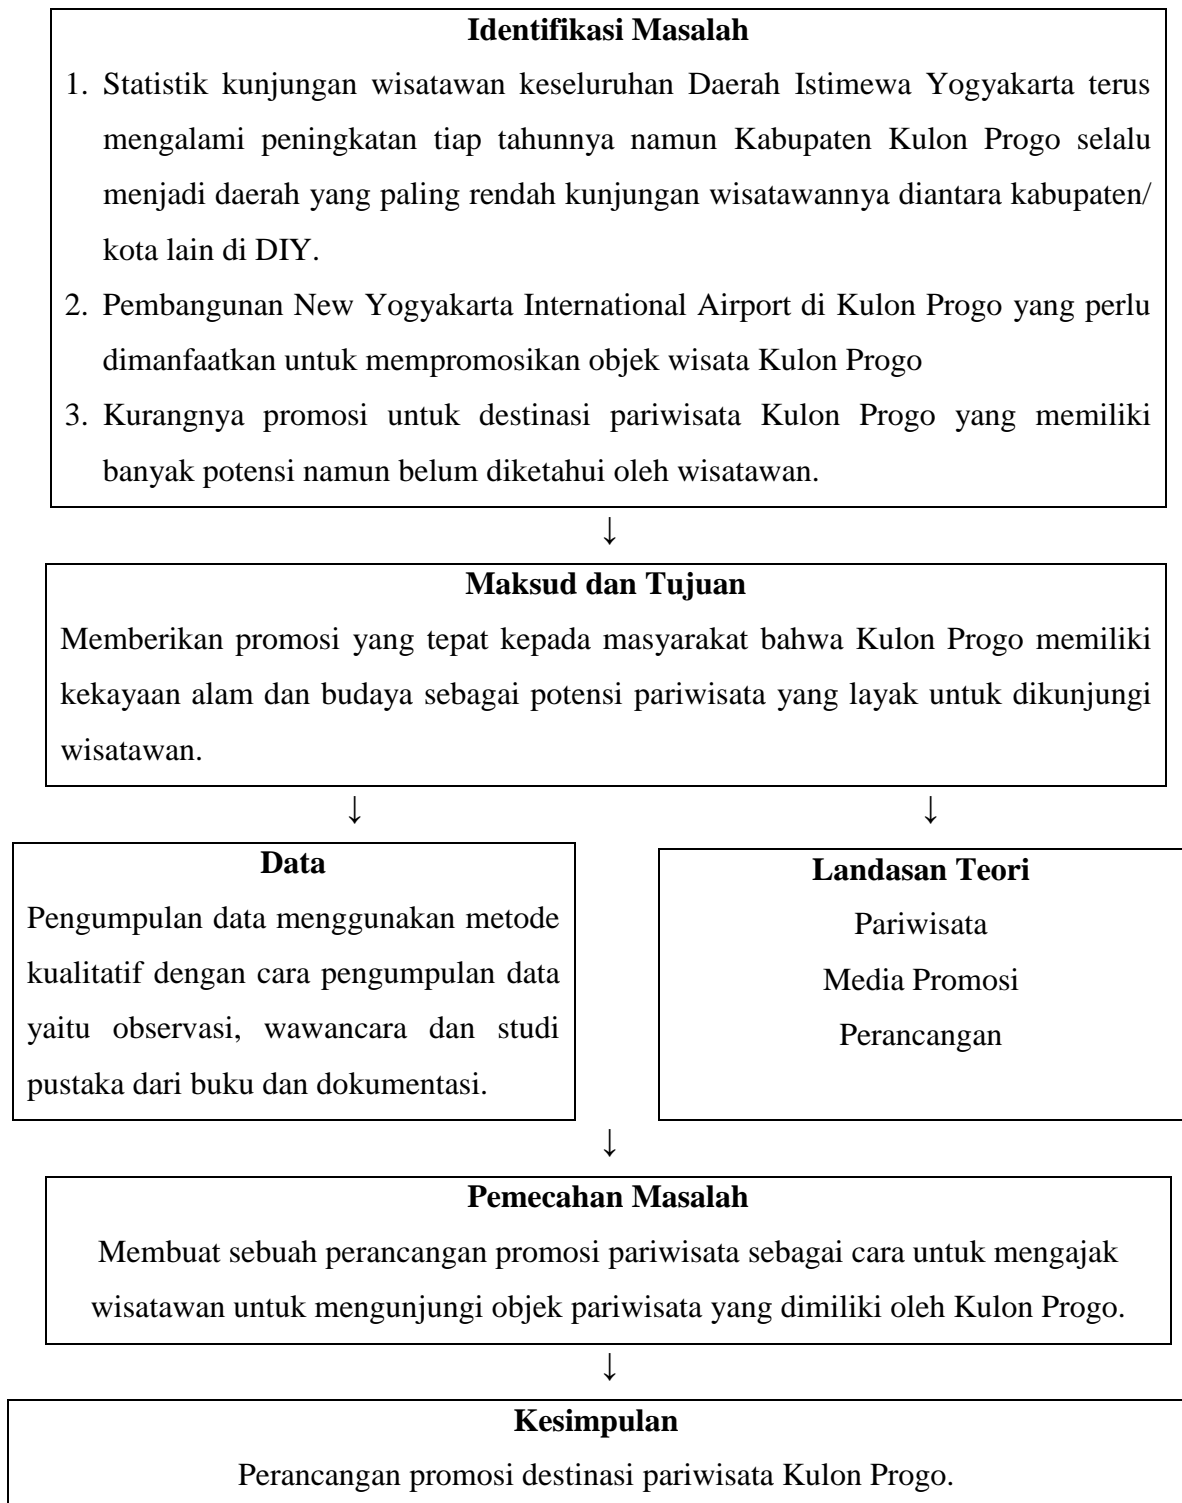 Identifikasi Masalah
1. Statistik kunjungan wisatawan keseluruhan Daerah Istimewa Yogyakarta terus
mengalami peningkatan tiap tahunnya namun Kabupaten Kulon Progo selalu
menjadi daerah yang paling rendah kunjungan wisatawannya diantara kabupaten/
kota lain di DIY.
2. Pembangunan New Yogyakarta International Airport di Kulon Progo yang perlu
dimanfaatkan untuk mempromosikan objek wisata Kulon Progo
3. Kurangnya promosi untuk destinasi pariwisata Kulon Progo yang memiliki
banyak potensi namun belum diketahui oleh wisatawan.
↓
Maksud dan Tujuan
Memberikan promosi yang tepat kepada masyarakat bahwa Kulon Progo memiliki
kekayaan alam dan budaya sebagai potensi pariwisata yang layak untuk dikunjungi
wisatawan.
↓ ↓
Data
Pengumpulan data menggunakan metode
kualitatif dengan cara pengumpulan data
yaitu observasi, wawancara dan studi
pustaka dari buku dan dokumentasi.
Landasan Teori
Pariwisata
Media Promosi
Perancangan
↓
Pemecahan Masalah
Membuat sebuah perancangan promosi pariwisata sebagai cara untuk mengajak
wisatawan untuk mengunjungi objek pariwisata yang dimiliki oleh Kulon Progo.
↓
Kesimpulan
Perancangan promosi destinasi pariwisata Kulon Progo.